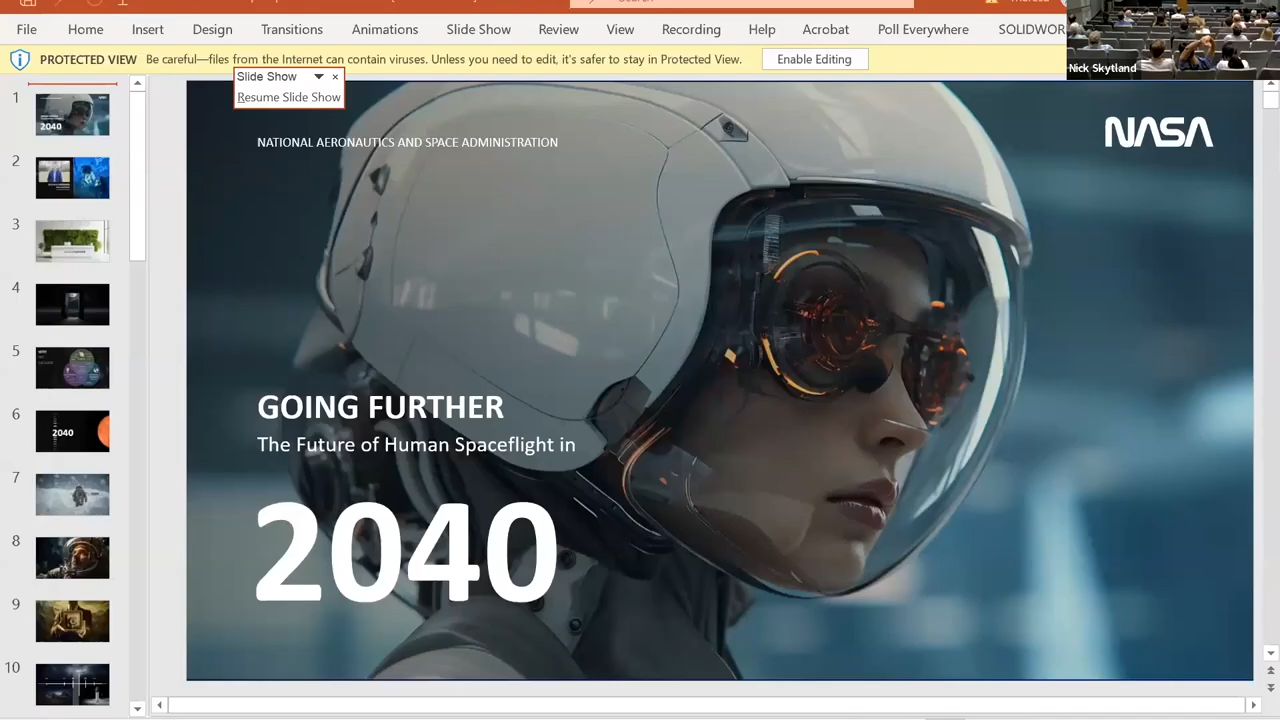 File Home Insert Design Transitions Animations Review View Recording Help Acrobat Poll Everywhere SOLIDWOR
Nick Skytland
PROTECTED VIEW Be careful—files from the Internet can contain viruses. Unless you need to edit, it's safer to stay in Protected View. Enable Editing
Slide Show
Resume Slide Show
1
2
3
4
5
6
7
8
9
10
2040
2040
NATIONAL AERONAUTICS AND SPACE ADMINISTRATION
NASA
GOING FURTHER
The Future of Human Spaceflight in
2040